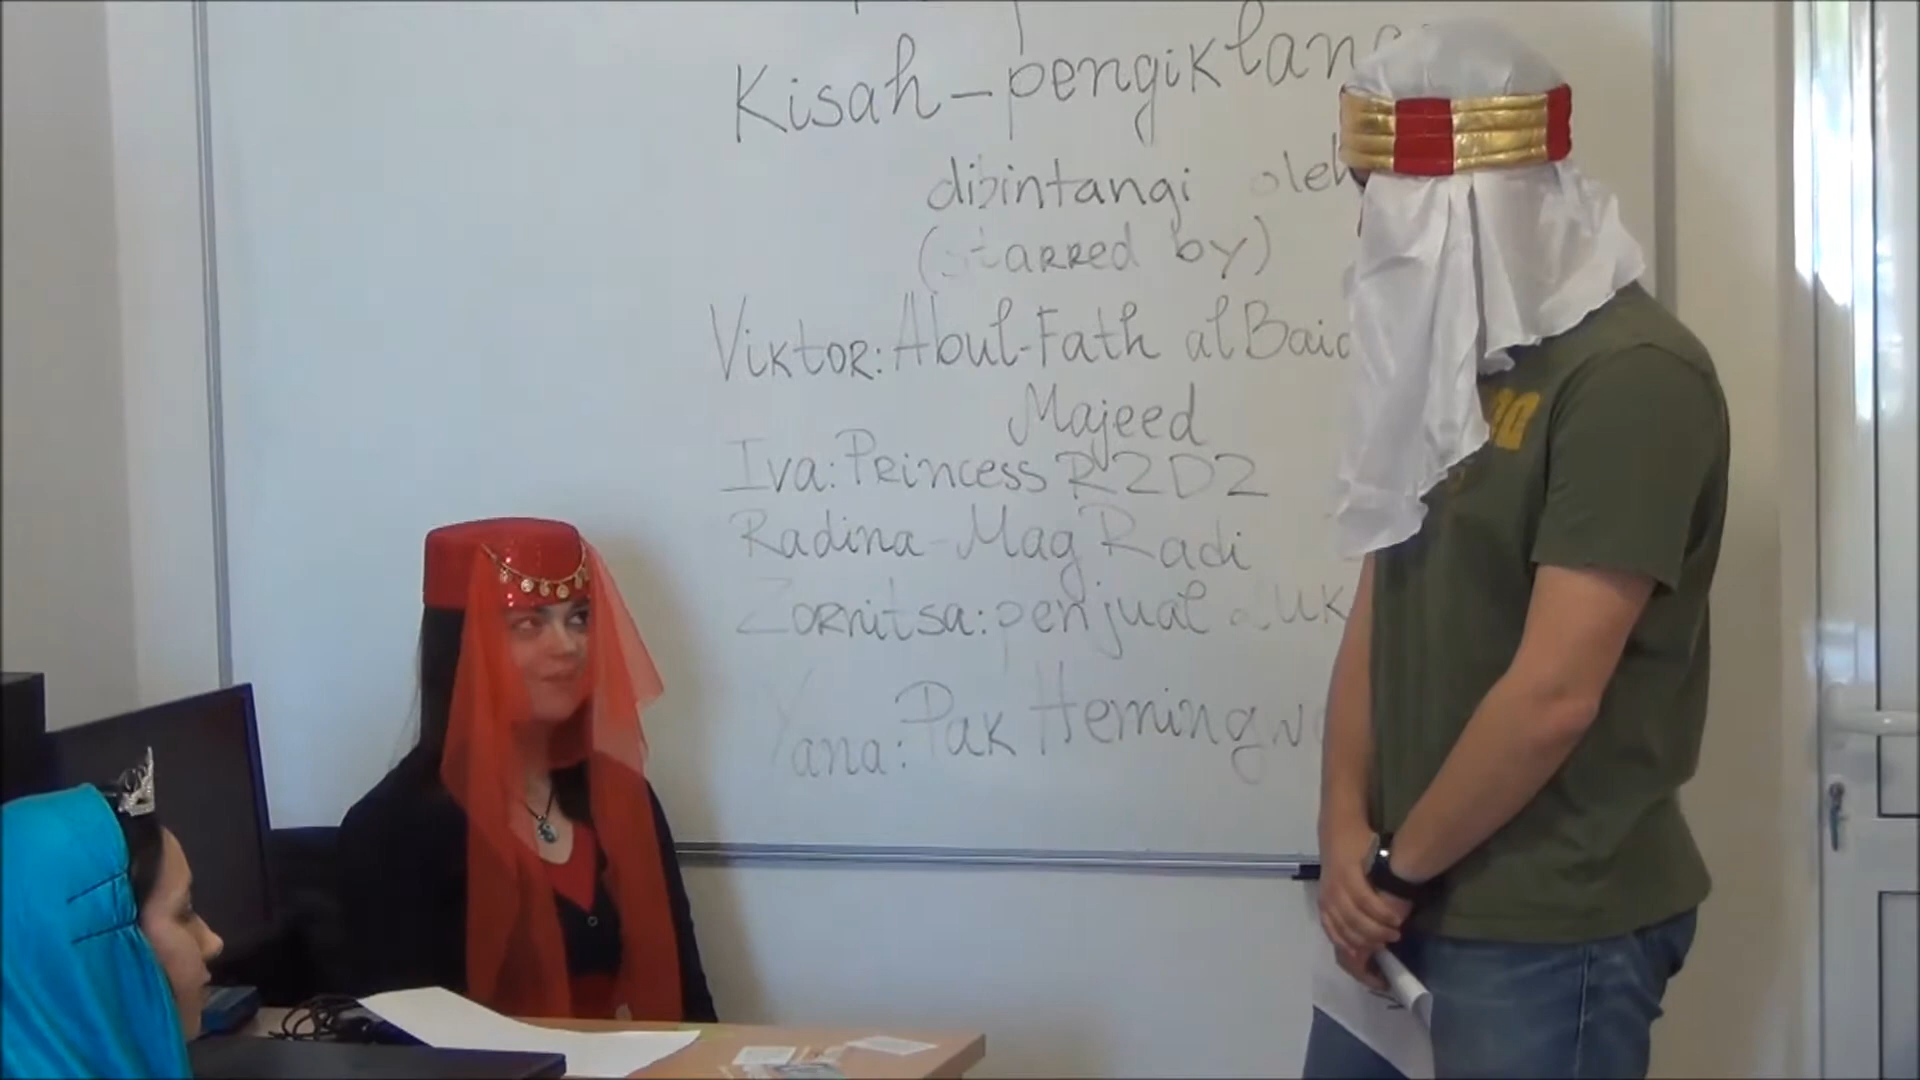 Kisah-pengiklanan
dibintangi oleh
(starred by)
Viktor: Abul-Fath al Baid
Majeed
Iva: Princess R2D2
Radina-Mag Radi
Zornitsa: penjual
Yana: Pak Hemingw